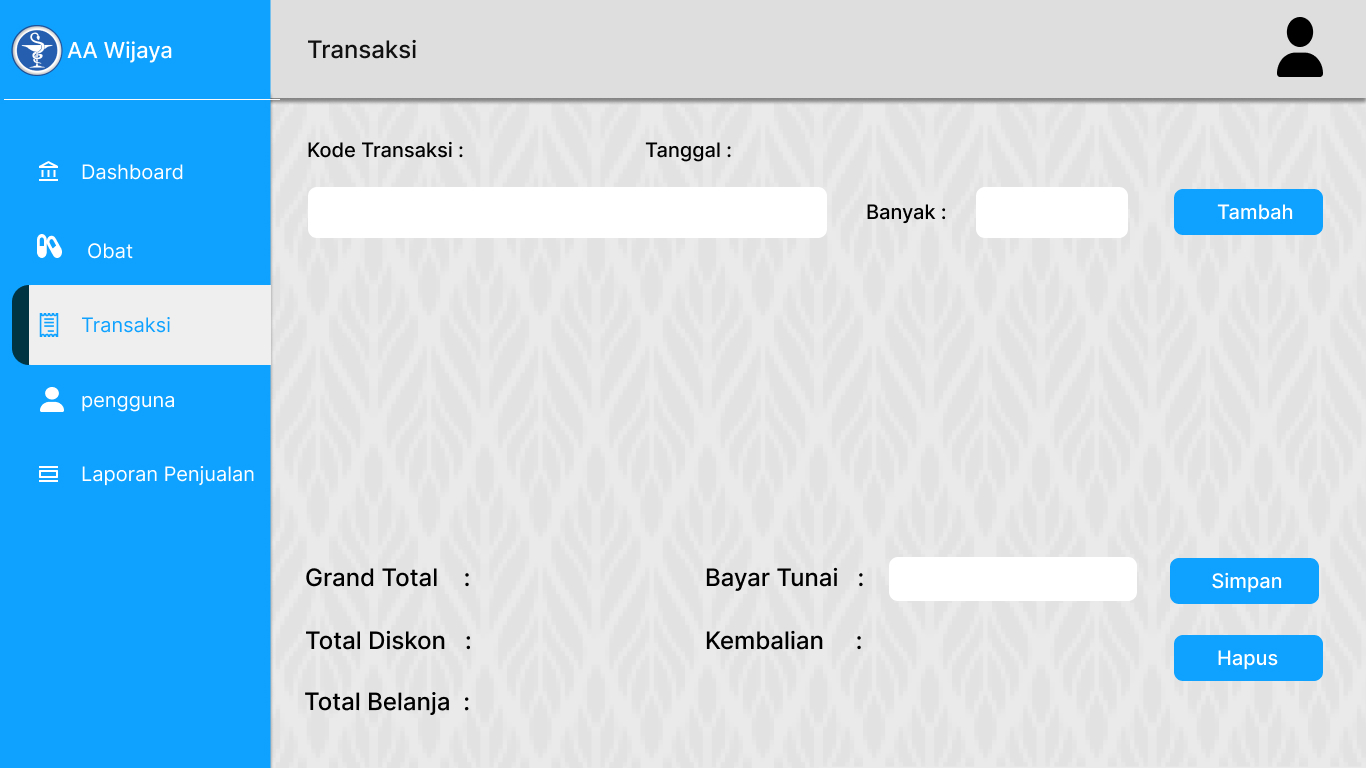 AA Wijaya
Transaksi
Dashboard
Obat
Transaksi
pengguna
Laporan Penjualan
Kode Transaksi :
Tanggal :
Banyak :
Tambah
Grand Total :
Bayar Tunai :
Simpan
Total Diskon :
Kembalian :
Hapus
Total Belanja :